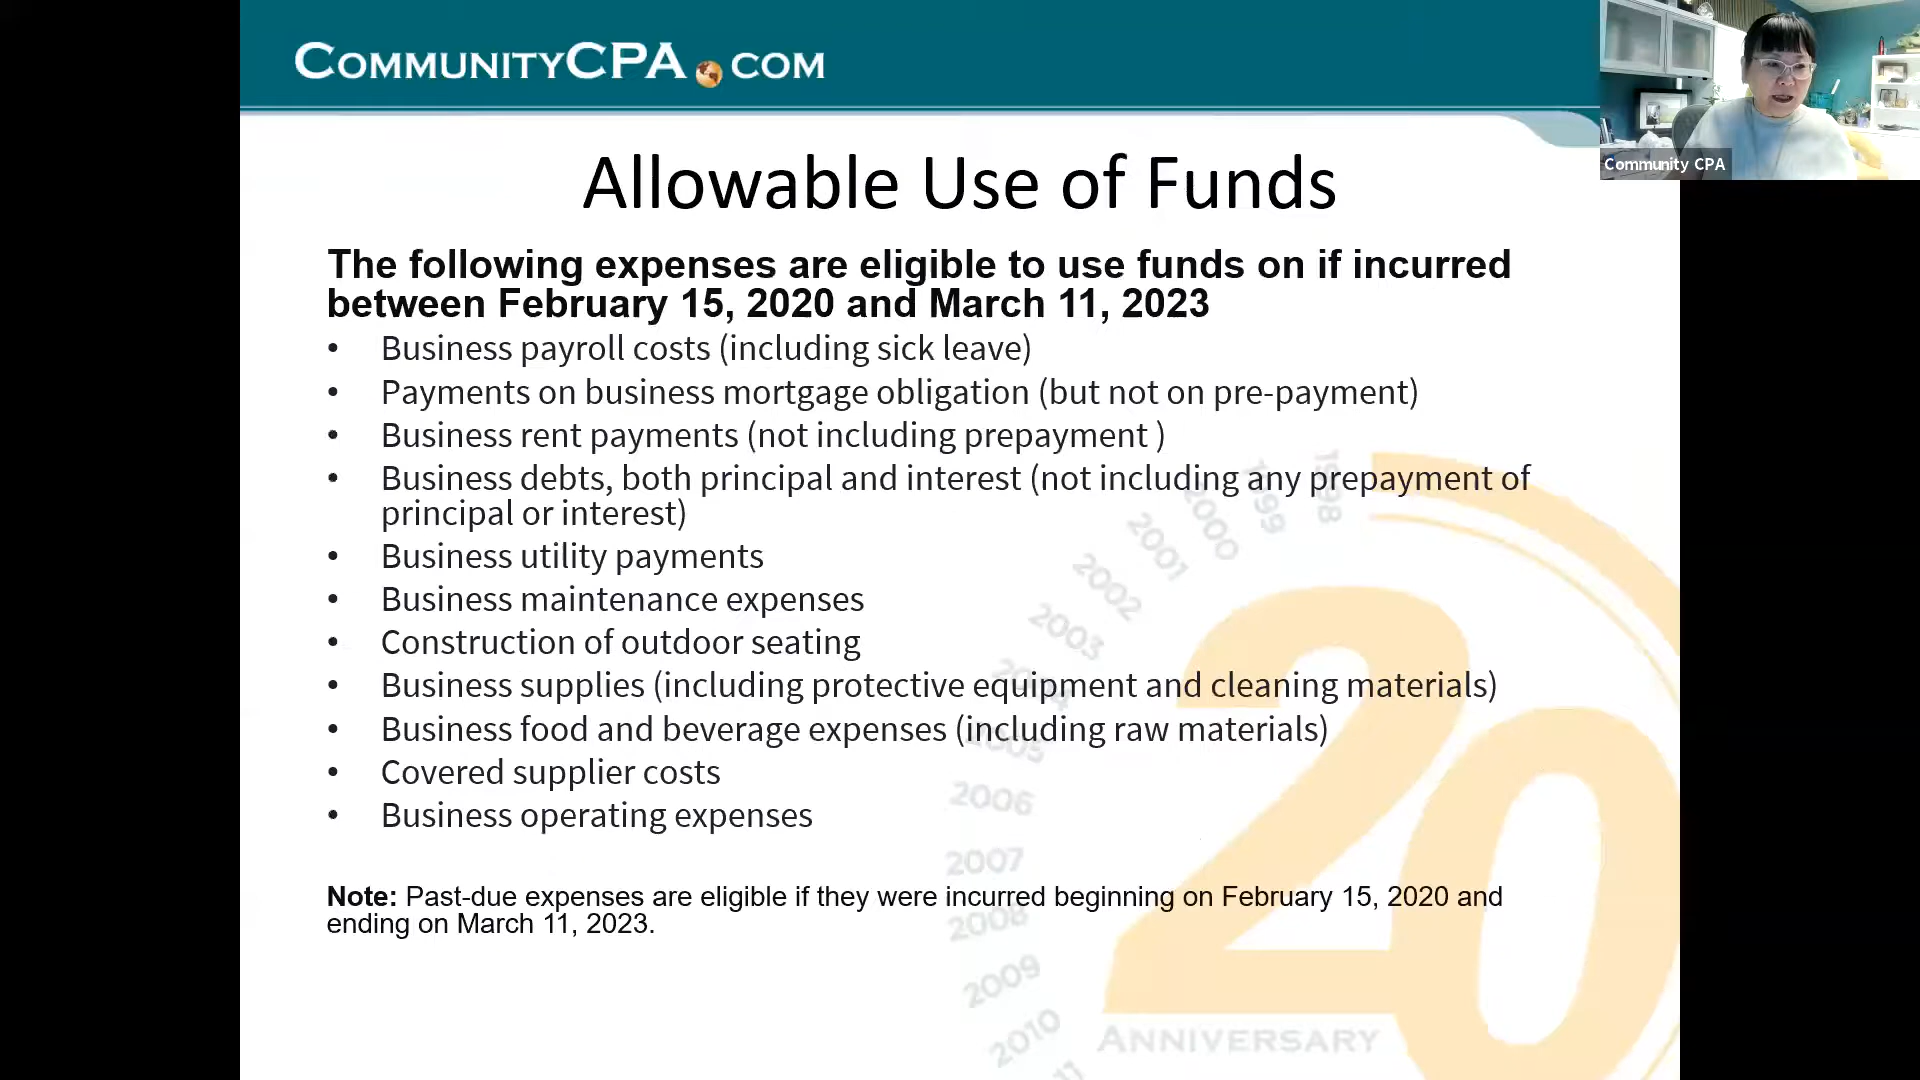 COMMUNITYCPA.COM
Community CPA
Allowable Use of Funds
The following expenses are eligible to use funds on if incurred
between February 15, 2020 and March 11, 2023
• Business payroll costs (including sick leave)
• Payments on business mortgage obligation (but not on pre-payment)
• Business rent payments (not including prepayment )
• Business debts, both principal and interest (not including any prepayment of
principal or interest)
• Business utility payments
• Business maintenance expenses
• Construction of outdoor seating
• Business supplies (including protective equipment and cleaning materials)
• Business food and beverage expenses (including raw materials)
• Covered supplier costs
• Business operating expenses
Note: Past-due expenses are eligible if they were incurred beginning on February 15, 2020 and
ending on March 11, 2023.
1998
1999
2000
2001
2002
2003
2004
2005
2006
2007
2008
2009
2010
20
ANNIVERSARY